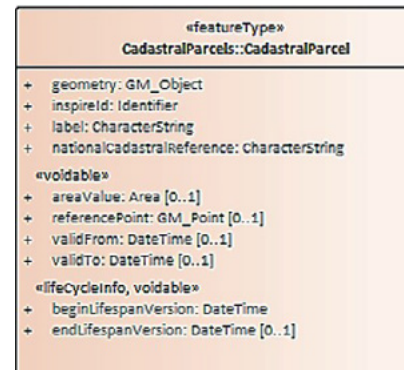 «featureType»
CadastralParcels::CadastralParcel
+ geometry: GM_Object
+ inspireId: Identifier
+ label: CharacterString
+ nationalCadastralReference: CharacterString
«voidable»
+ areaValue: Area [0..1]
+ referencePoint: GM_Point [0..1]
+ validFrom: DateTime [0..1]
+ validTo: DateTime [0..1]
«lifeCycleInfo, voidable»
+ beginLifespanVersion: DateTime
+ endLifespanVersion: DateTime [0..1]